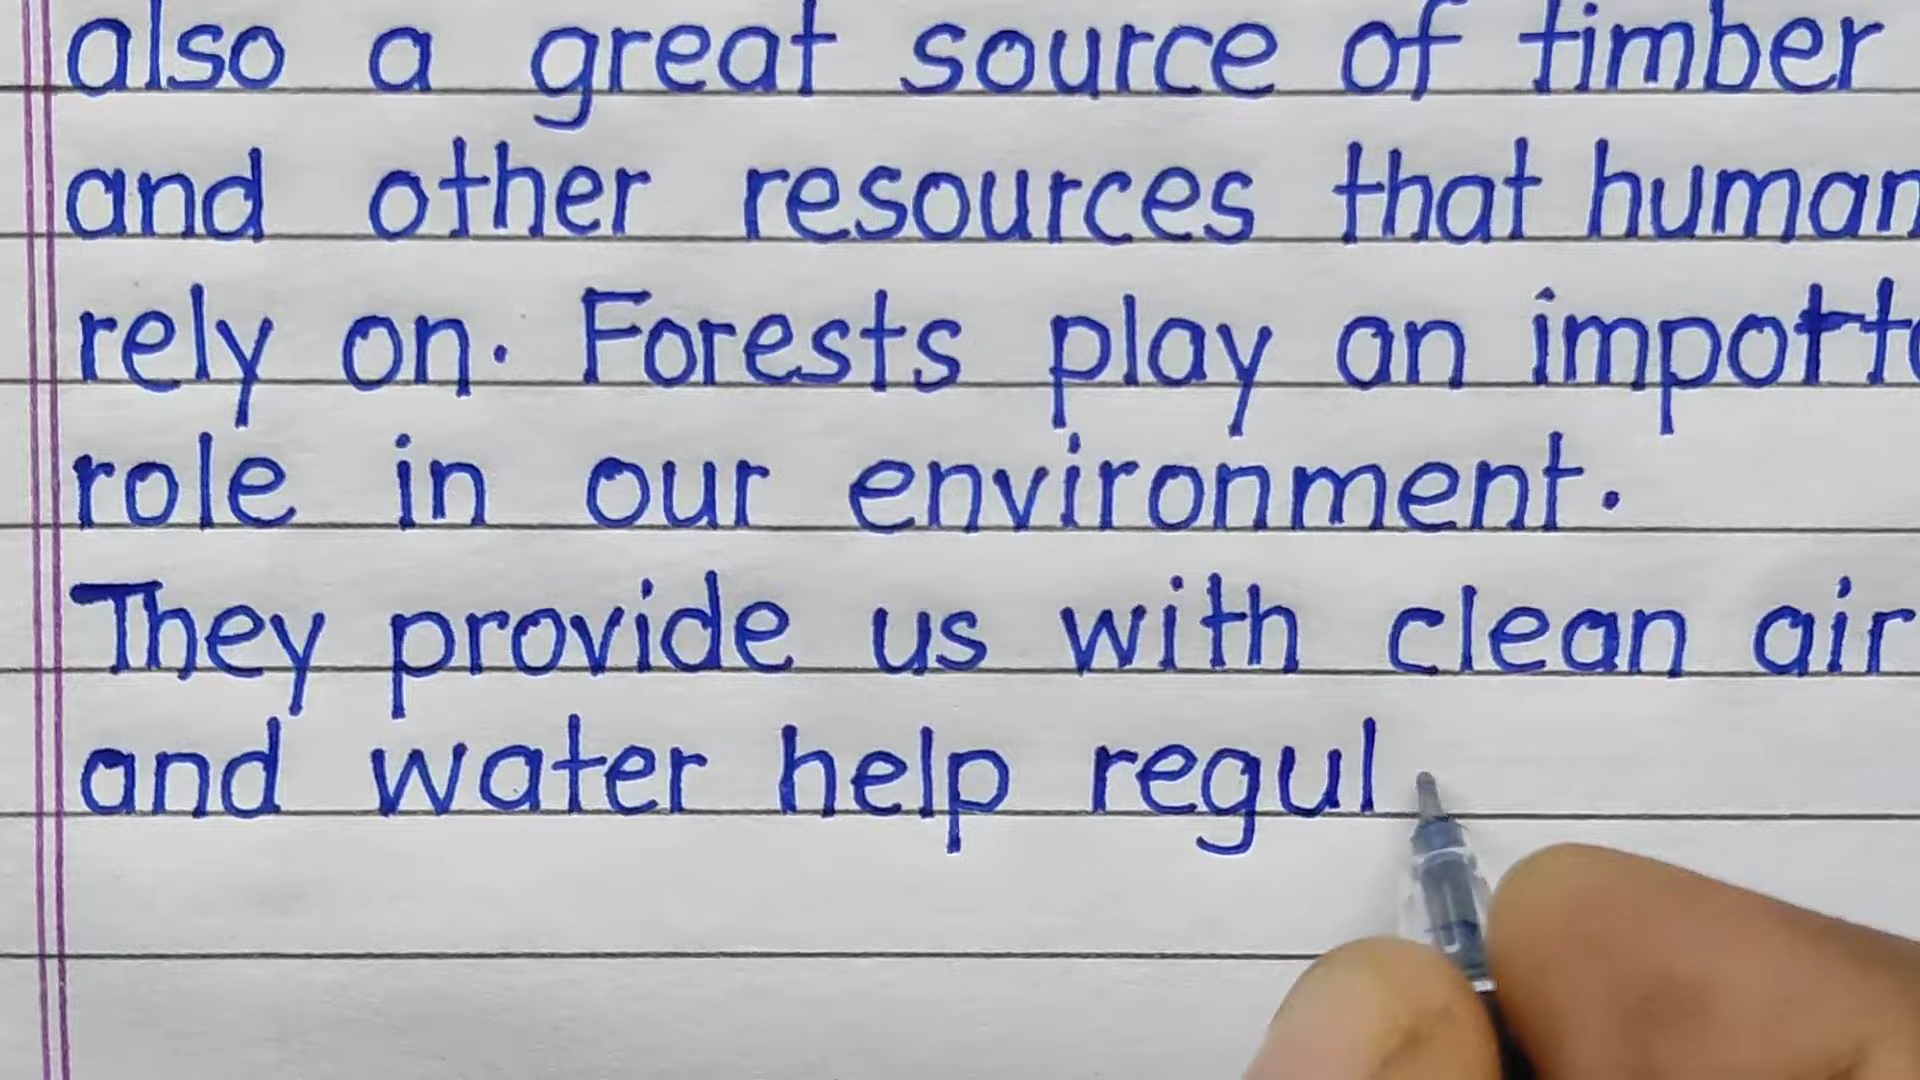 also a great source of timber
and other resources that human
rely on. Forests play an impotta
role in our environment.
They provide us with clean air
and water help regul